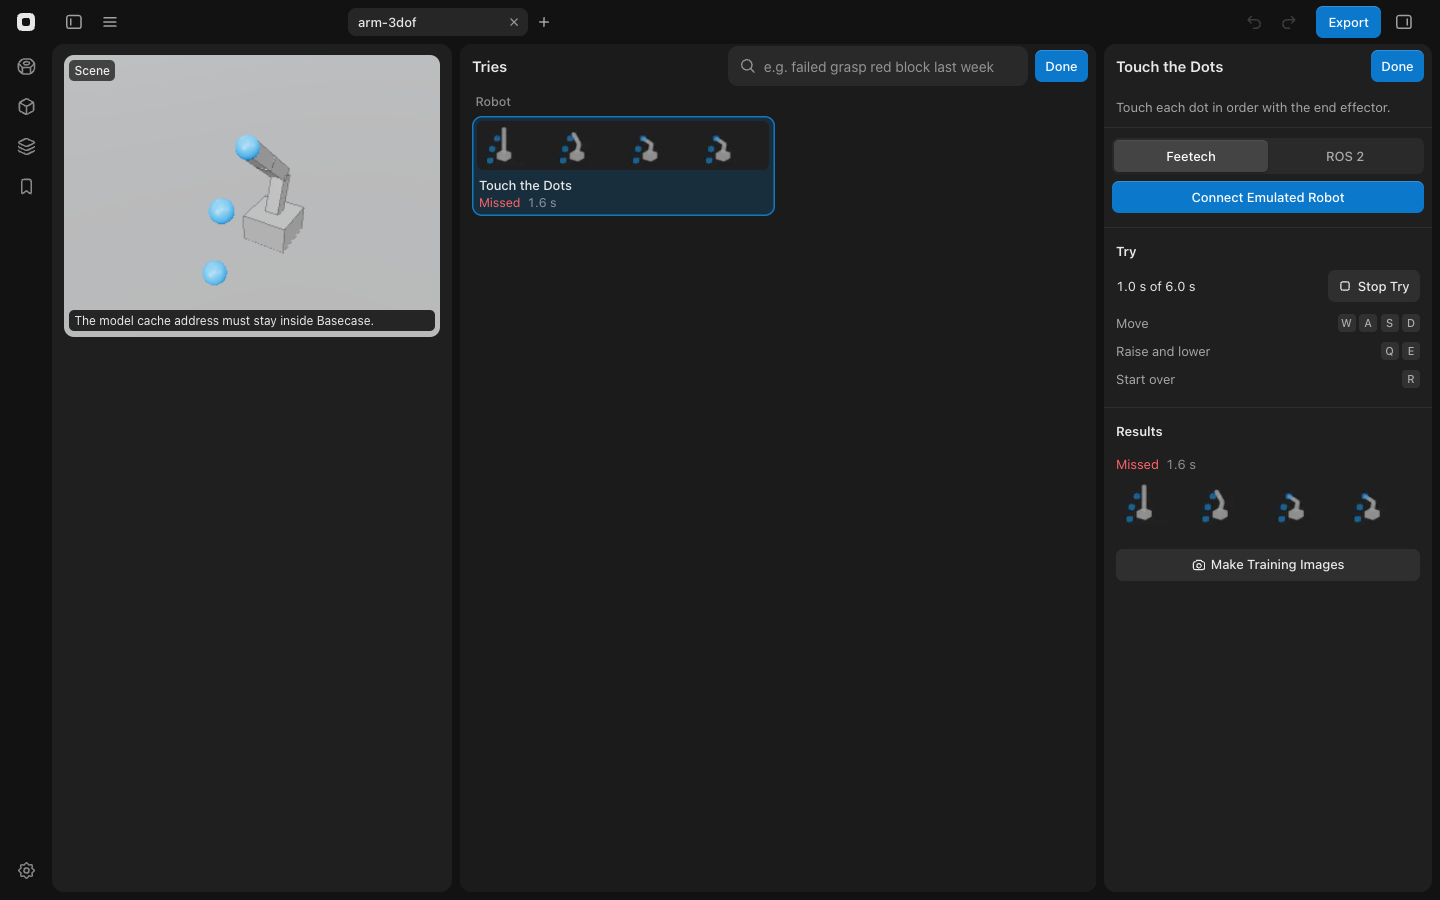 arm-3dof
Export
Scene
The model cache address must stay inside Basecase.
Tries
e.g. failed grasp red block last week
Done
Robot
Touch the Dots
Missed 1.6 s
Touch the Dots
Done
Touch each dot in order with the end effector.
Feetech
ROS 2
Connect Emulated Robot
Try
1.0 s of 6.0 s
Stop Try
Move
W A S D
Raise and lower
Q E
Start over
R
Results
Missed 1.6 s
Make Training Images